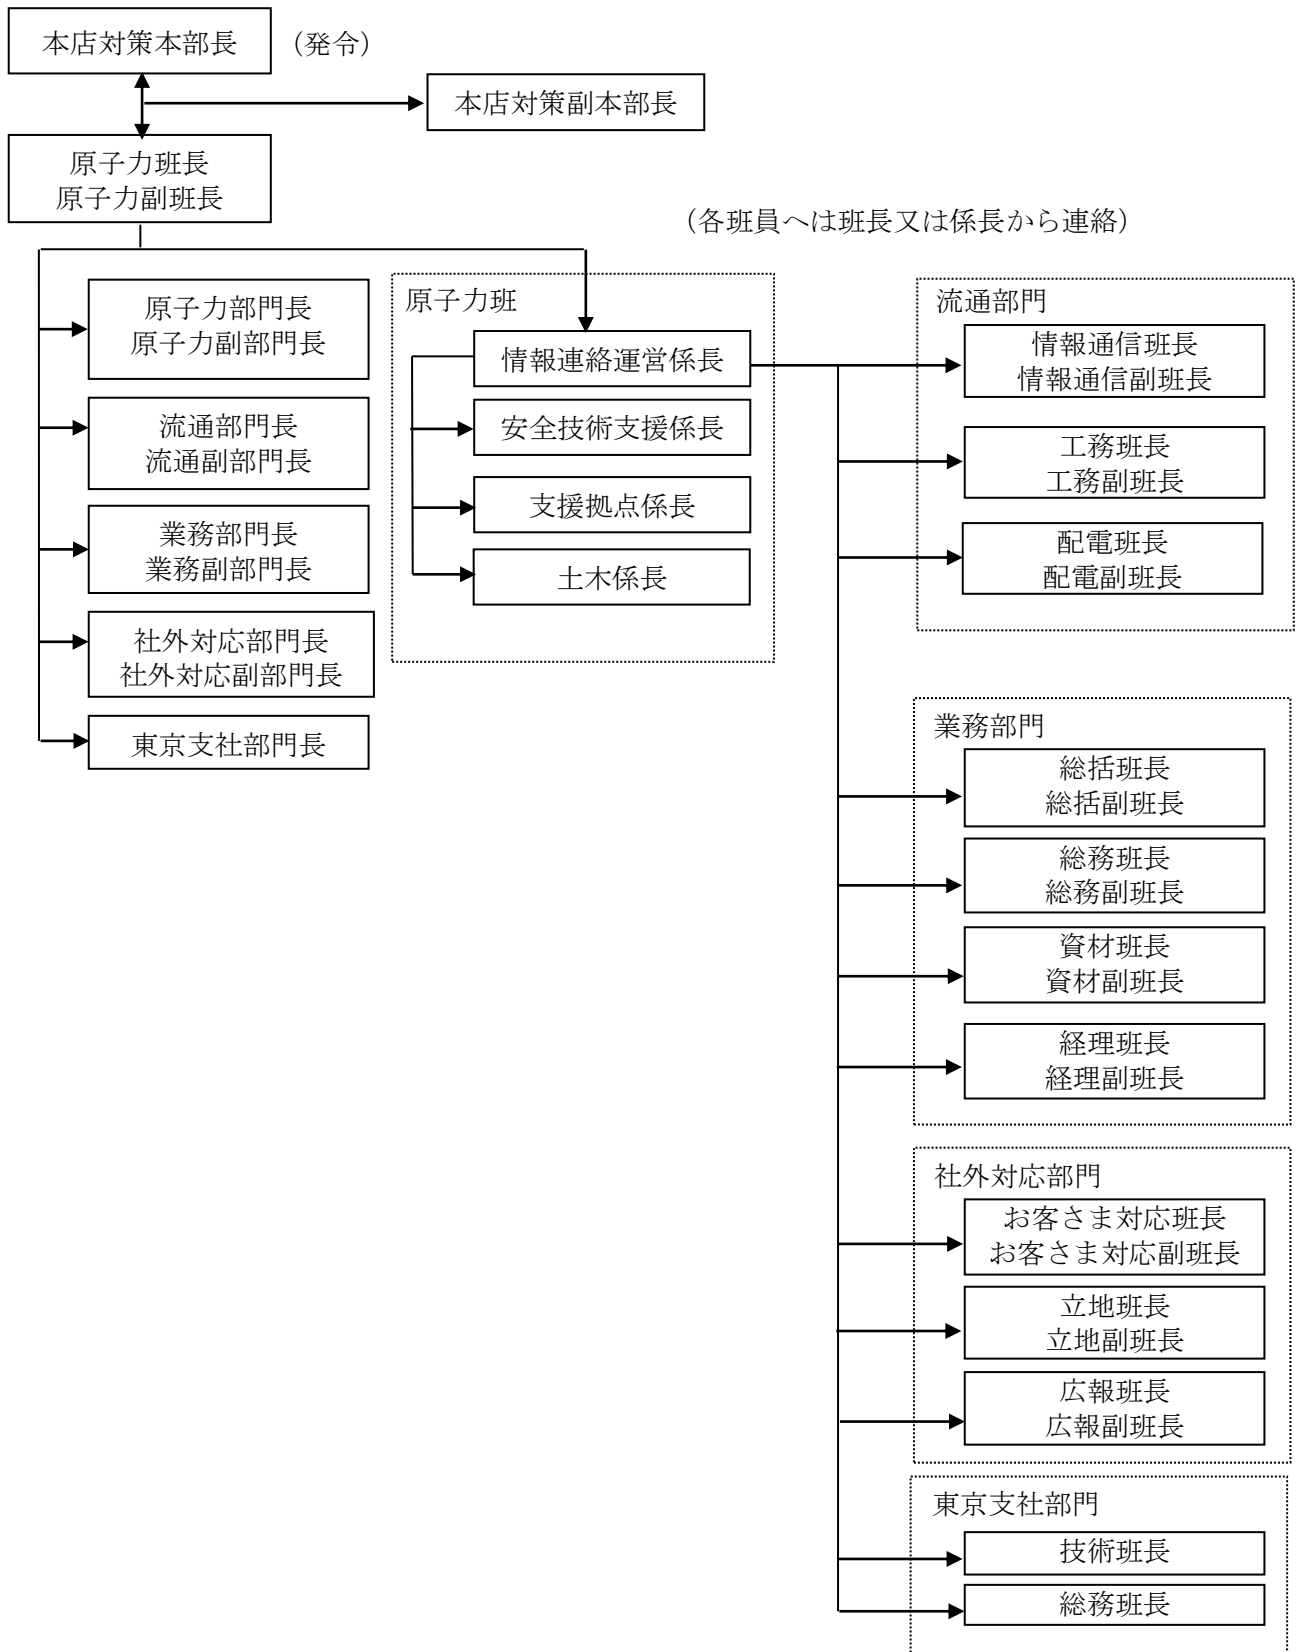 本店対策本部長
（発令）
本店対策副本部長
原子力班長
原子力副班長
（各班員へは班長又は係長から連絡）
原子力部門長
原子力副部門長
流通部門長
流通副部門長
業務部門長
業務副部門長
社外対応部門長
社外対応副部門長
東京支社部門長
原子力班
情報連絡運営係長
安全技術支援係長
支援拠点係長
土木係長
流通部門
情報通信班長
情報通信副班長
工務班長
工務副班長
配電班長
配電副班長
業務部門
総括班長
総括副班長
総務班長
総務副班長
資材班長
資材副班長
経理班長
経理副班長
社外対応部門
お客さま対応班長
お客さま対応副班長
立地班長
立地副班長
広報班長
広報副班長
東京支社部門
技術班長
総務班長